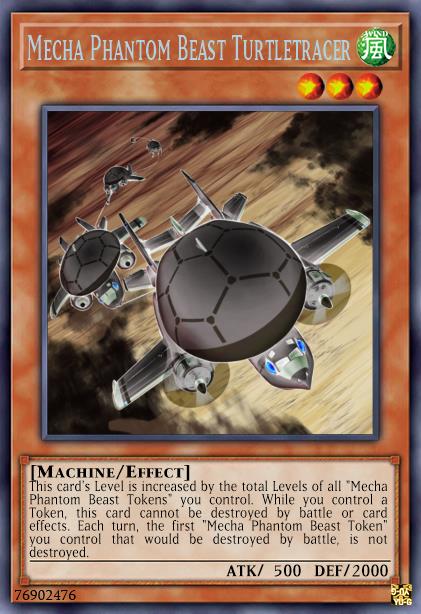 Mecha Phantom Beast Turtletracer
WIND
風
[Machine/Effect]
This card's Level is increased by the total Levels of all "Mecha
Phantom Beast Tokens" you control. While you control a
Token, this card cannot be destroyed by battle or card
effects. Each turn, the first "Mecha Phantom Beast Token"
you control that would be destroyed by battle, is not
destroyed.
ATK/ 500 DEF/2000
76902476